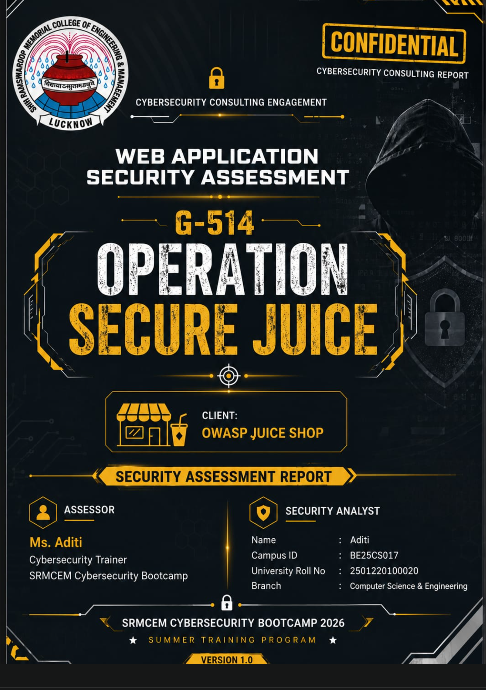 SHRI RAMSWAROOP MEMORIAL COLLEGE OF ENGINEERING & MANAGEMENT
LUCKNOW
CONFIDENTIAL
CYBERSECURITY CONSULTING REPORT
CYBERSECURITY CONSULTING ENGAGEMENT
WEB APPLICATION
SECURITY ASSESSMENT
G-514
OPERATION
SECURE JUICE
CLIENT:
OWASP JUICE SHOP
SECURITY ASSESSMENT REPORT
ASSESSOR
Ms. Aditi
Cybersecurity Trainer
SRMCEM Cybersecurity Bootcamp
SECURITY ANALYST
Name : Aditi
Campus ID : BE25CS017
University Roll No : 2501220100020
Branch : Computer Science & Engineering
SRMCEM CYBERSECURITY BOOTCAMP 2026
★ SUMMER TRAINING PROGRAM ★
VERSION 1.0